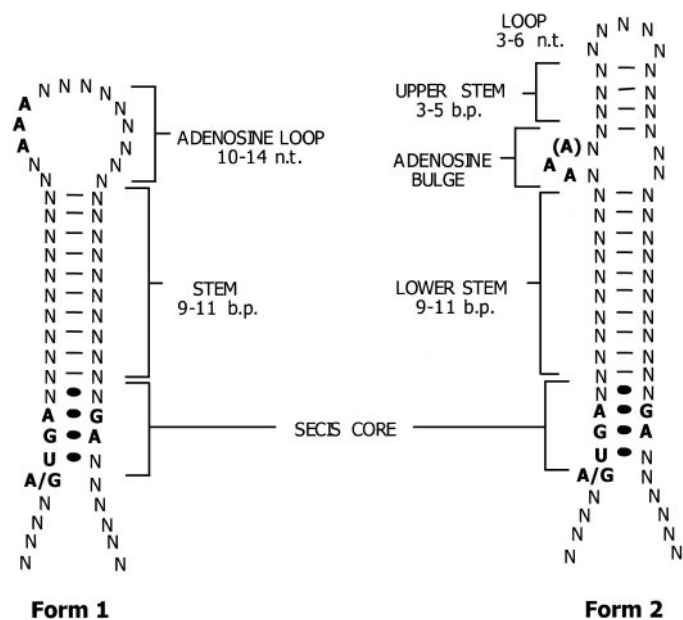 LOOP
3-6 n.t.
N N N N N N N
UPPER STEM
3-5 b.p.
N N
N N
N N
N N
(A)
A A
N N
N N
ADENOSINE
BULGE
LOWER STEM
9-11 b.p.
N N
N N
N N
N N
N N
N N
N N
N N
N N
N N
N N
N N
A G
G A
U N
A/G N
N N
N N
N N
N N
Form 2
N N N N N N N N N N N
A
A
A
N
N
ADENOSINE LOOP
10-14 n.t.
STEM
9-11 b.p.
N N
N N
N N
N N
N N
N N
N N
N N
N N
N N
N N
N N
A G
G A
U N
A/G N
N N
N N
N N
N N
SECIS CORE
Form 1